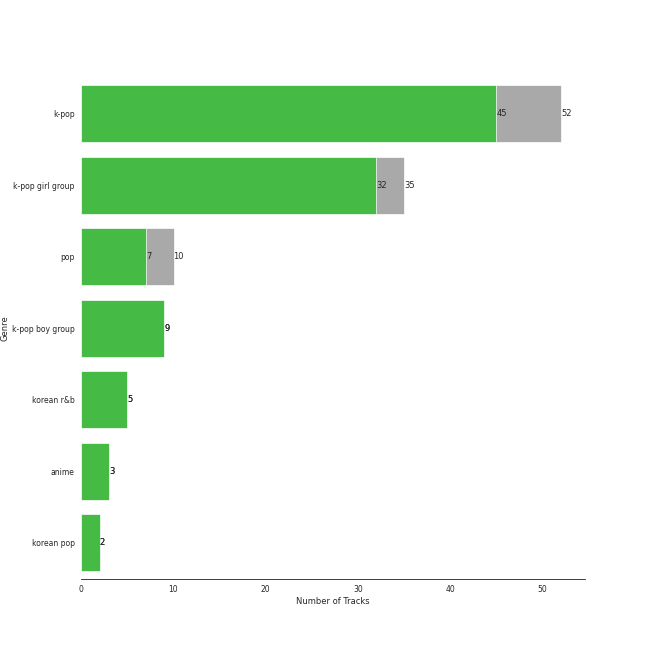 k-pop 45 52
k-pop girl group 32 35
pop 7 10
k-pop boy group 9
korean r&b 5
anime 3
korean pop 2
Genre
0 10 20 30 40 50
Number of Tracks